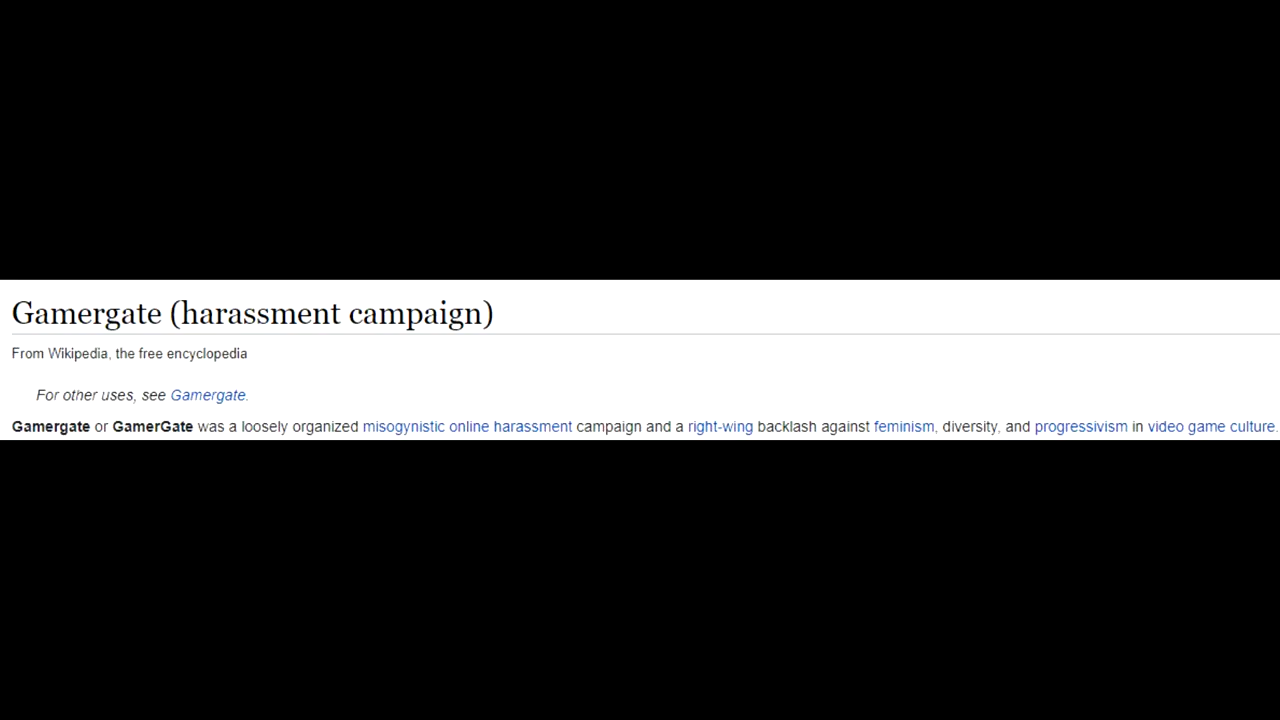 Gamergate (harassment campaign)
From Wikipedia, the free encyclopedia
For other uses, see Gamergate.
Gamergate or GamerGate was a loosely organized misogynistic online harassment campaign and a right-wing backlash against feminism, diversity, and progressivism in video game culture.